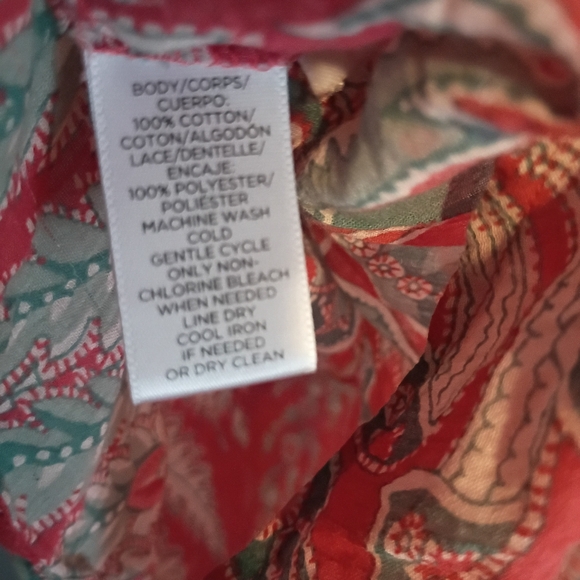 BODY/CORPS/
CUERPO:
100% COTTON/
COTON/ALGODÓN
LACE/DENTELLE/
ENCAJE:
100% POLYESTER/
POLIÉSTER
MACHINE WASH
COLD
GENTLE CYCLE
ONLY NON-
CHLORINE BLEACH
WHEN NEEDED
LINE DRY
COOL IRON
IF NEEDED
OR DRY CLEAN